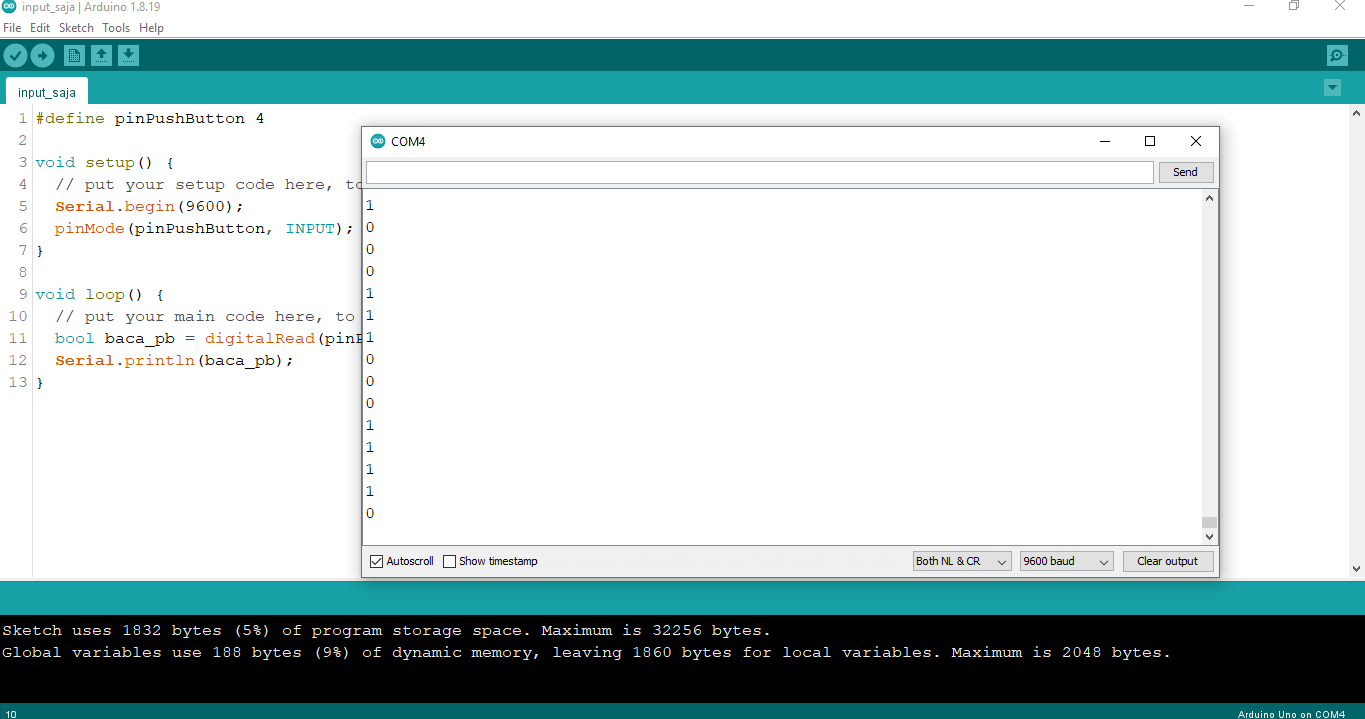 input_saja | Arduino 1.8.19
File Edit Sketch Tools Help
input_saja
1 #define pinPushButton 4
2
3 void setup() {
4 // put your setup code here, to
5 Serial.begin(9600);
6 pinMode(pinPushButton, INPUT);
7 }
8
9 void loop() {
10 // put your main code here, to
11 bool baca_pb = digitalRead(pinP
12 Serial.println(baca_pb);
13 }
COM4
Send
1
0
0
0
1
1
1
0
0
0
1
1
1
1
0
Autoscroll Show timestamp Both NL & CR 9600 baud Clear output
Sketch uses 1832 bytes (5%) of program storage space. Maximum is 32256 bytes.
Global variables use 188 bytes (9%) of dynamic memory, leaving 1860 bytes for local variables. Maximum is 2048 bytes.
10 Arduino Uno on COM4